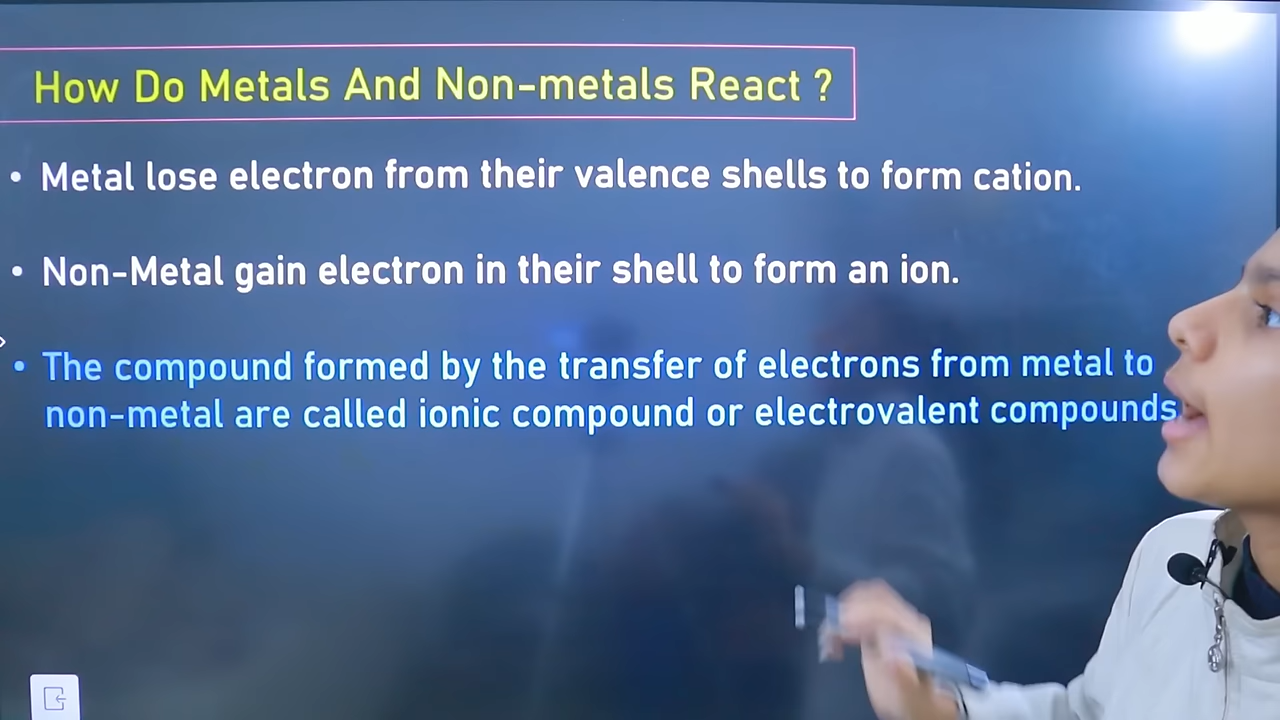 How Do Metals And Non-metals React ?
• Metal lose electron from their valence shells to form cation.
• Non-Metal gain electron in their shell to form an ion.
• The compound formed by the transfer of electrons from metal to
non-metal are called ionic compound or electrovalent compounds